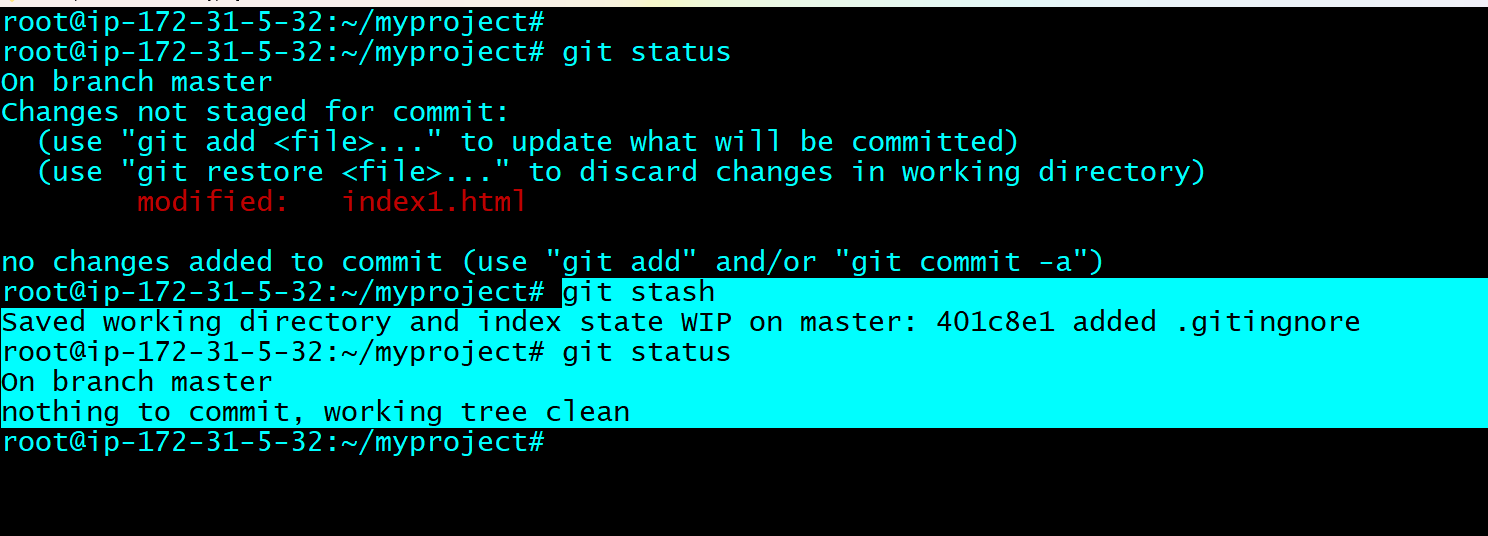 root@ip-172-31-5-32:~/myproject#
root@ip-172-31-5-32:~/myproject# git status
On branch master
Changes not staged for commit:
  (use "git add <file>..." to update what will be committed)
  (use "git restore <file>..." to discard changes in working directory)
        modified:   index1.html

no changes added to commit (use "git add" and/or "git commit -a")
root@ip-172-31-5-32:~/myproject# git stash
Saved working directory and index state WIP on master: 401c8e1 added .gitingnore
root@ip-172-31-5-32:~/myproject# git status
On branch master
nothing to commit, working tree clean
root@ip-172-31-5-32:~/myproject#